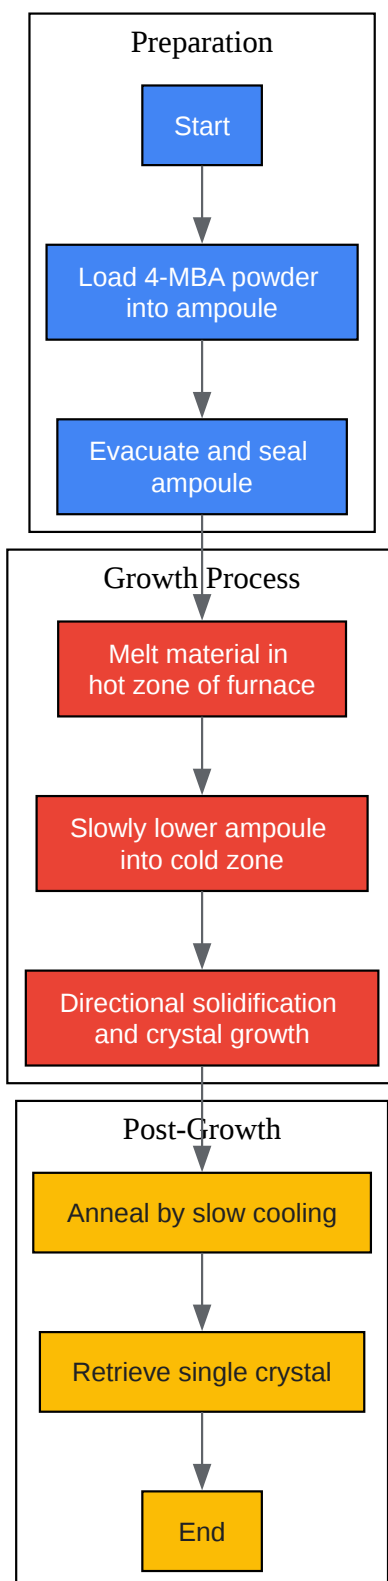 Preparation
Start
Load 4-MBA powder
into ampoule
Evacuate and seal
ampoule
Growth Process
Melt material in
hot zone of furnace
Slowly lower ampoule
into cold zone
Directional solidification
and crystal growth
Post-Growth
Anneal by slow cooling
Retrieve single crystal
End